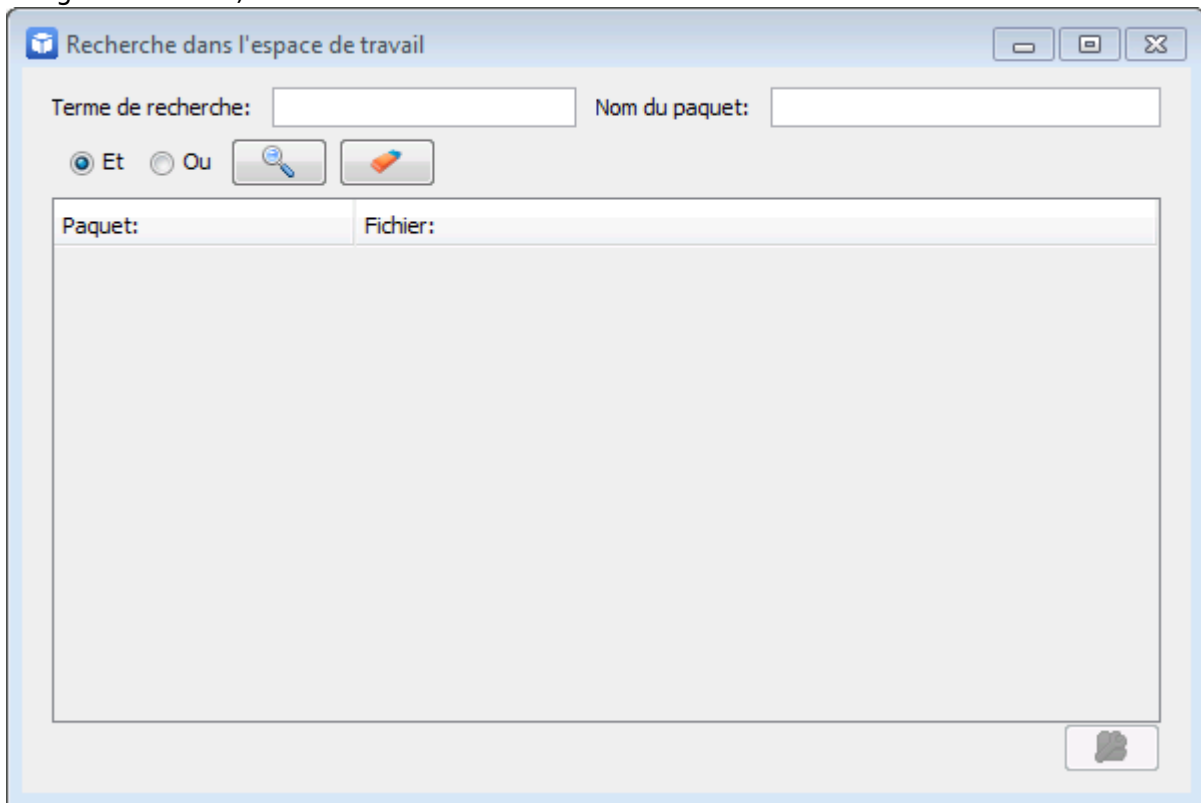 Recherche dans l'espace de travail
Terme de recherche: Nom du paquet:
Et Ou
Paquet: Fichier: